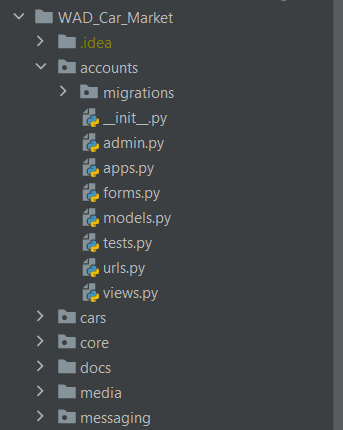 WAD_Car_Market
.idea
accounts
migrations
__init__.py
admin.py
apps.py
forms.py
models.py
tests.py
urls.py
views.py
cars
core
docs
media
messaging